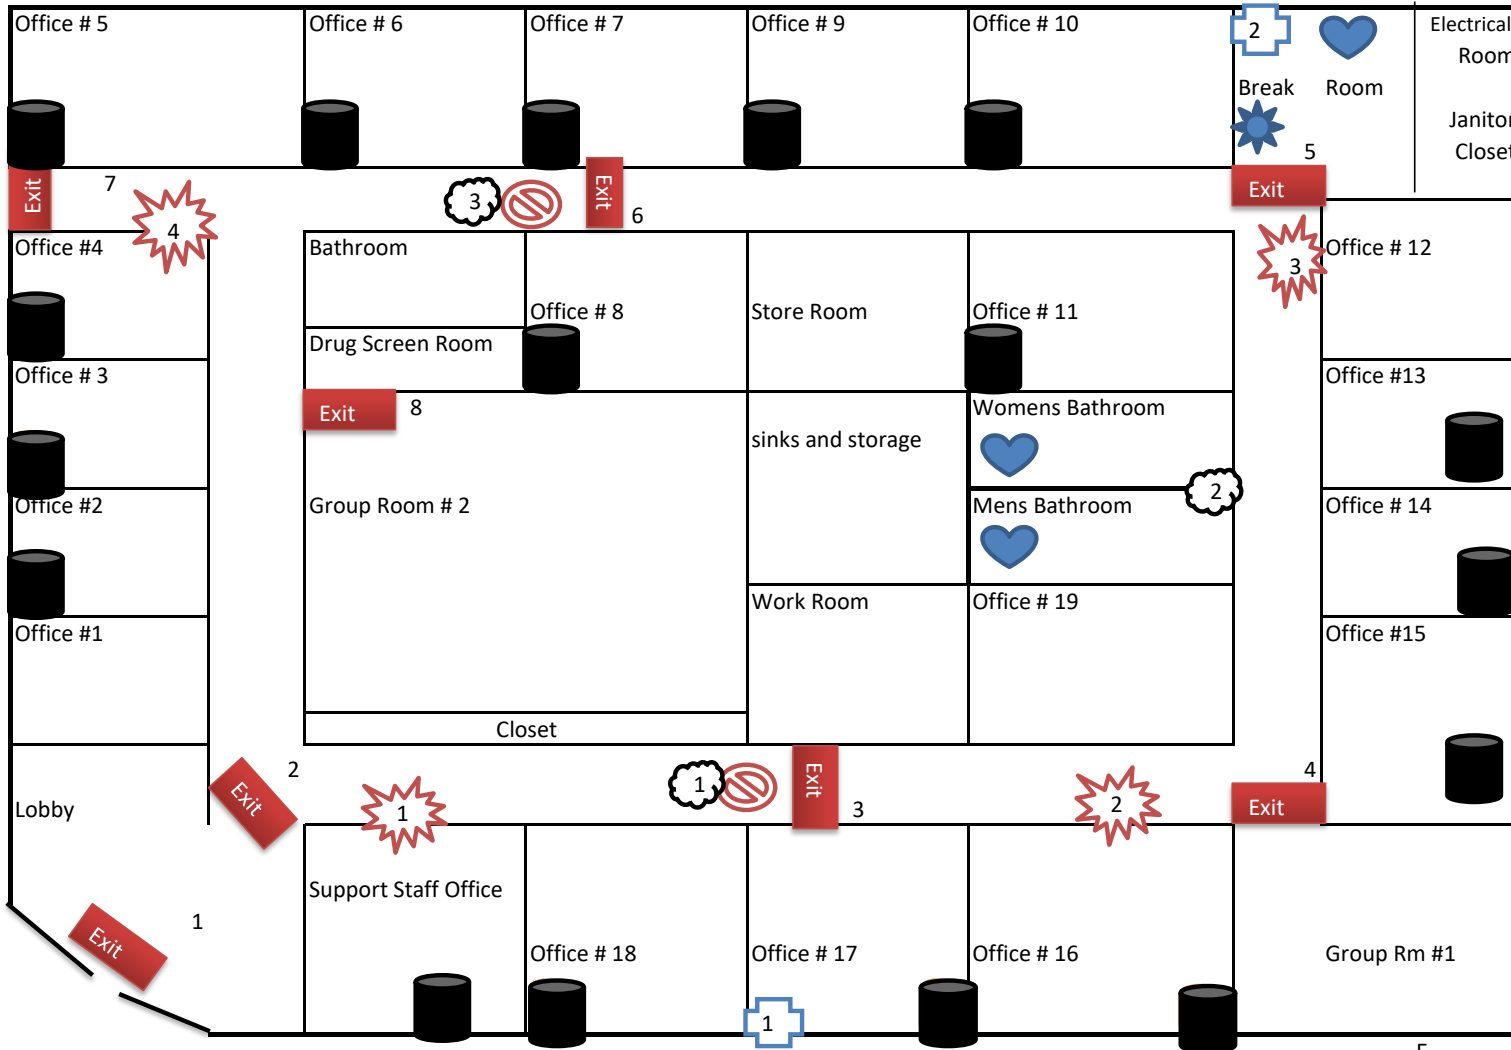 Office # 5
Office # 6
Office # 7
Office # 9
Office # 10
2
Electrical
Room
Break Room
Janitor
Closet
5
Exit
7
Exit
4
3
Exit
6
Exit
Office #4
Bathroom
3
Office # 12
Office # 8
Store Room
Office # 11
Drug Screen Room
Office # 3
Office #13
Exit
8
Womens Bathroom
sinks and storage
2
Office #2
Group Room # 2
Mens Bathroom
Office # 14
Office #1
Work Room
Office # 19
Office #15
Closet
2
Exit
1
1
Exit
3
2
4
Exit
Lobby
Support Staff Office
1
Exit
Office # 18
Office # 17
Office # 16
Group Rm #1
1